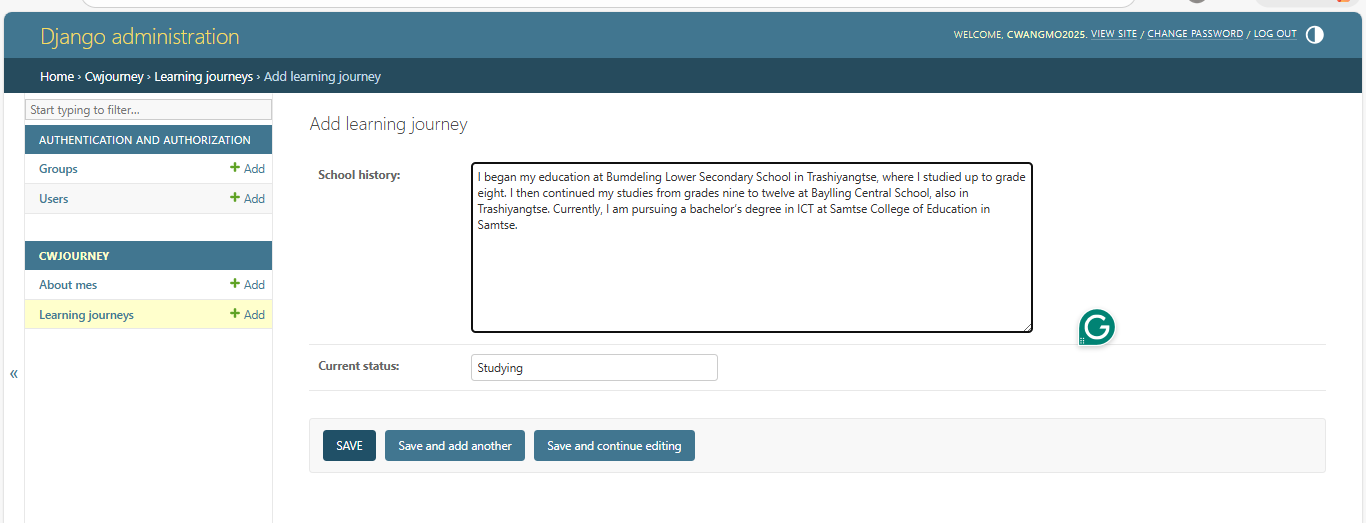 Django administration
WELCOME, CWANGMO2025. VIEW SITE / CHANGE PASSWORD / LOG OUT
Home › Cwjourney › Learning journeys › Add learning journey
Start typing to filter...
AUTHENTICATION AND AUTHORIZATION
Groups + Add
Users + Add
CWJOURNEY
About mes + Add
Learning journeys + Add
«
Add learning journey
School history:
I began my education at Bumdeling Lower Secondary School in Trashiyangtse, where I studied up to grade
eight. I then continued my studies from grades nine to twelve at Baylling Central School, also in
Trashiyangtse. Currently, I am pursuing a bachelor's degree in ICT at Samtse College of Education in
Samtse.
G
Current status:
Studying
SAVE
Save and add another
Save and continue editing